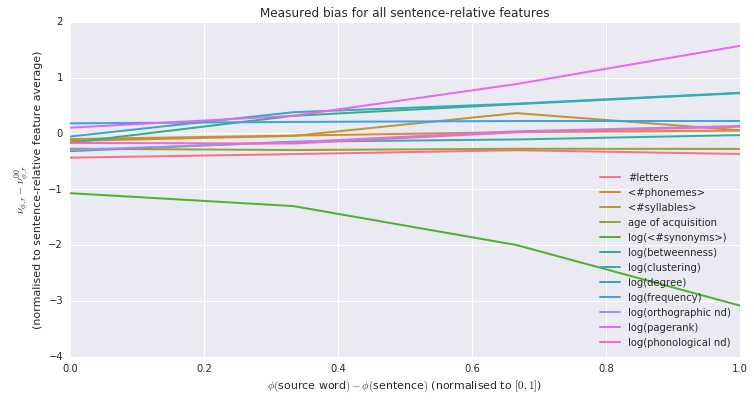 Measured bias for all sentence-relative features
2
1
0
−1
−2
−3
−4
ν_{ϕ,r} − ν^{00}_{ϕ,r}
(normalised to sentence-relative feature average)
#letters
<#phonemes>
<#syllables>
age of acquisition
log(<#synonyms>)
log(betweenness)
log(clustering)
log(degree)
log(frequency)
log(orthographic nd)
log(pagerank)
log(phonological nd)
0.0 0.2 0.4 0.6 0.8 1.0
ϕ(source word) − ϕ(sentence) (normalised to [0, 1])